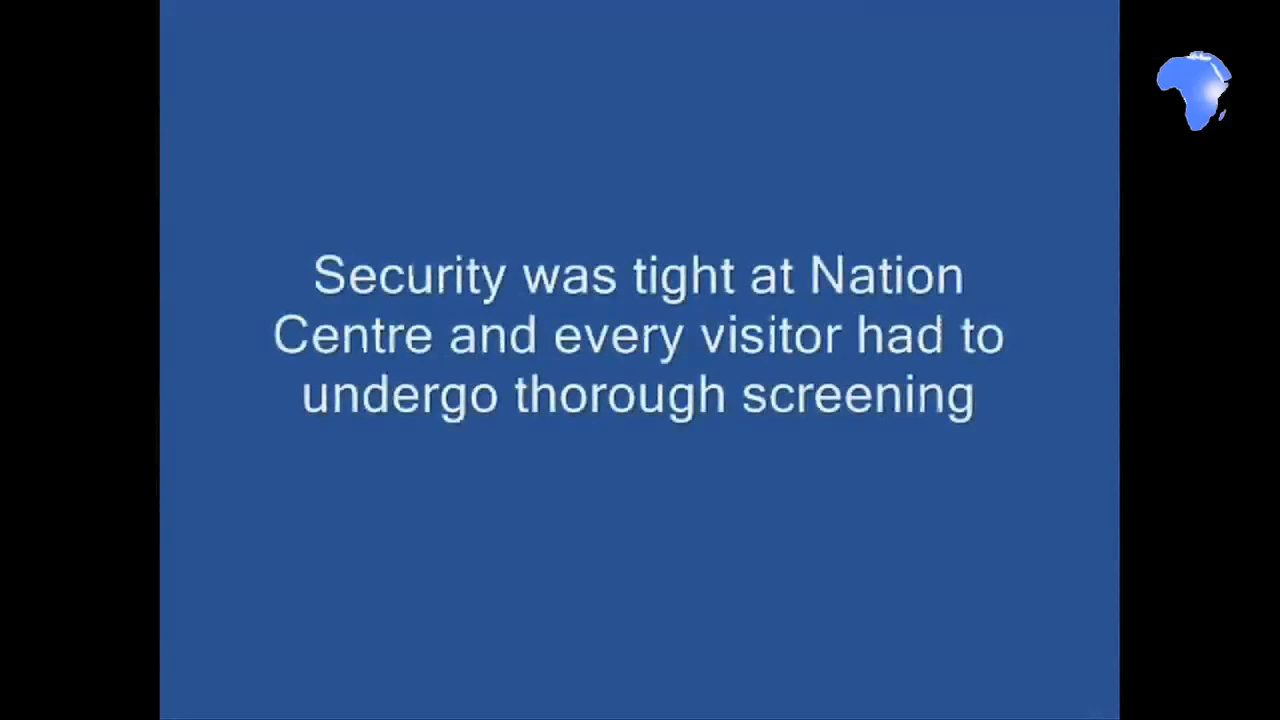 Security was tight at Nation
Centre and every visitor had to
undergo thorough screening